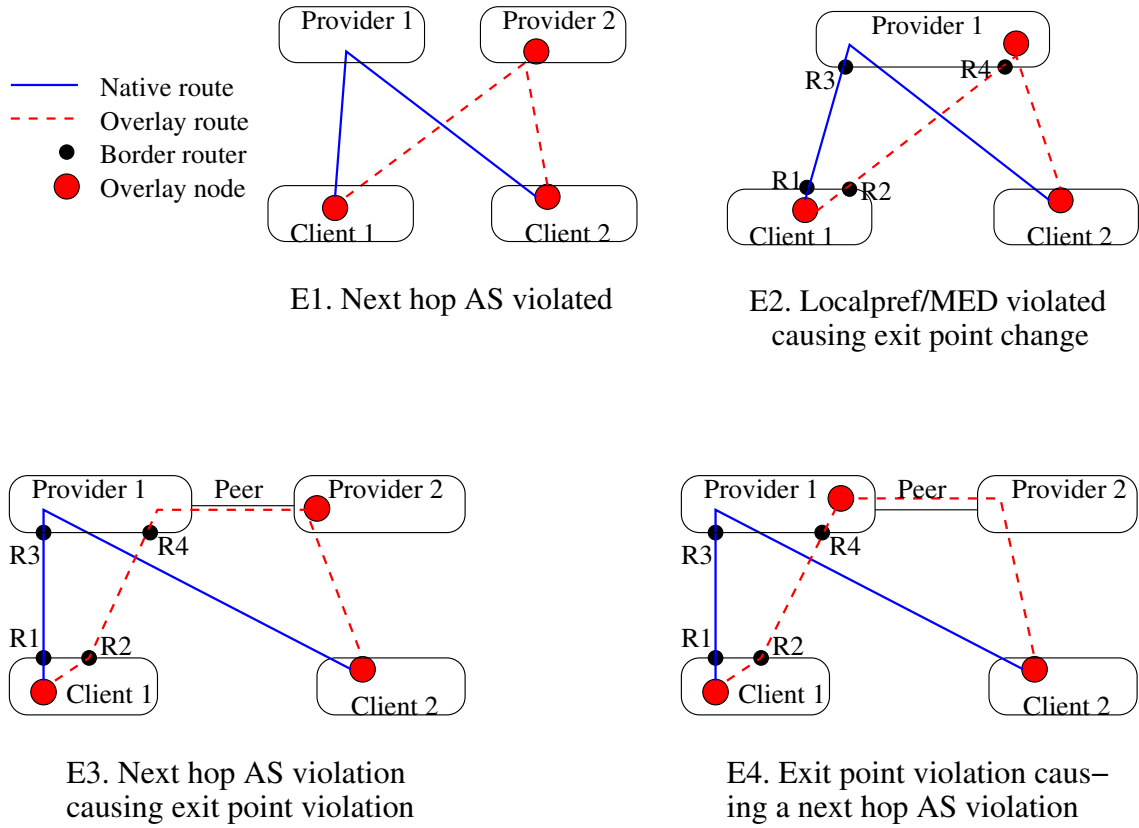 Native route
Overlay route
Border router
Overlay node
Provider 1
Provider 2
Client 1
Client 2
E1. Next hop AS violated
Provider 1
R3
R4
R1
R2
Client 1
Client 2
E2. Localpref/MED violated
causing exit point change
Provider 1
Peer
Provider 2
R3
R4
R1
R2
Client 1
Client 2
E3. Next hop AS violation
causing exit point violation
Provider 1
Peer
Provider 2
R3
R4
R1
R2
Client 1
Client 2
E4. Exit point violation caus−
ing a next hop AS violation